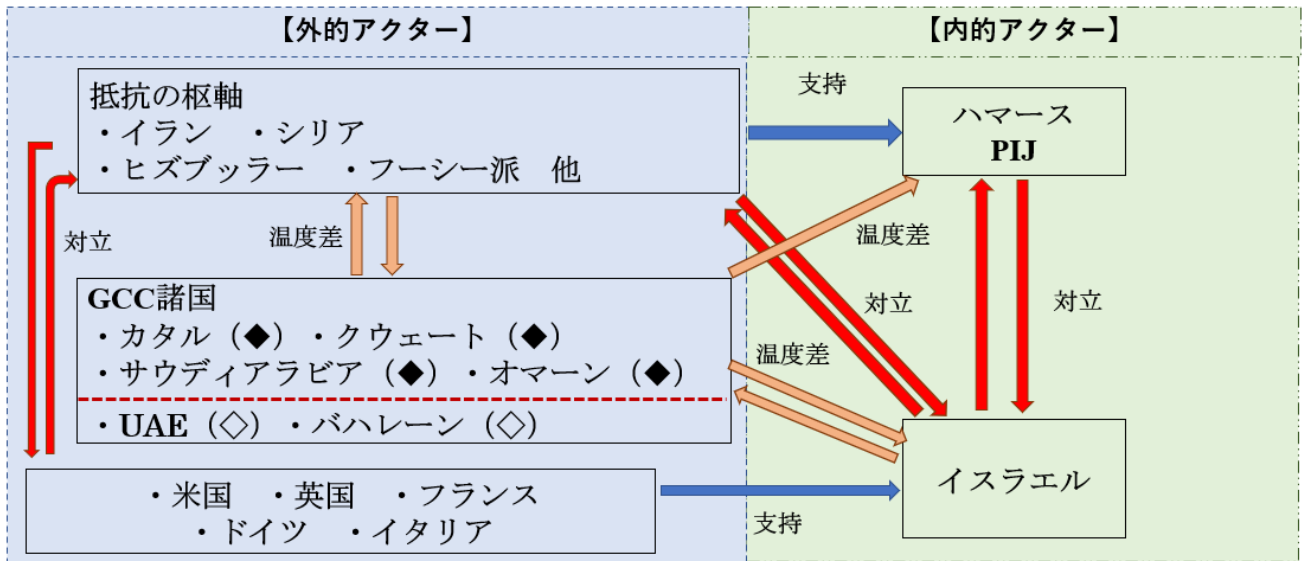 【外的アクター】
【内的アクター】
抵抗の枢軸
・イラン　・シリア
・ヒズブッラー　・フーシー派　他
支持
ハマース
PIJ
対立
温度差
温度差
GCC諸国
・カタル（◆）・クウェート（◆）
・サウディアラビア（◆）・オマーン（◆）
・UAE（◇）・バハレーン（◇）
対立
対立
温度差
イスラエル
・米国　・英国　・フランス
・ドイツ　・イタリア
支持